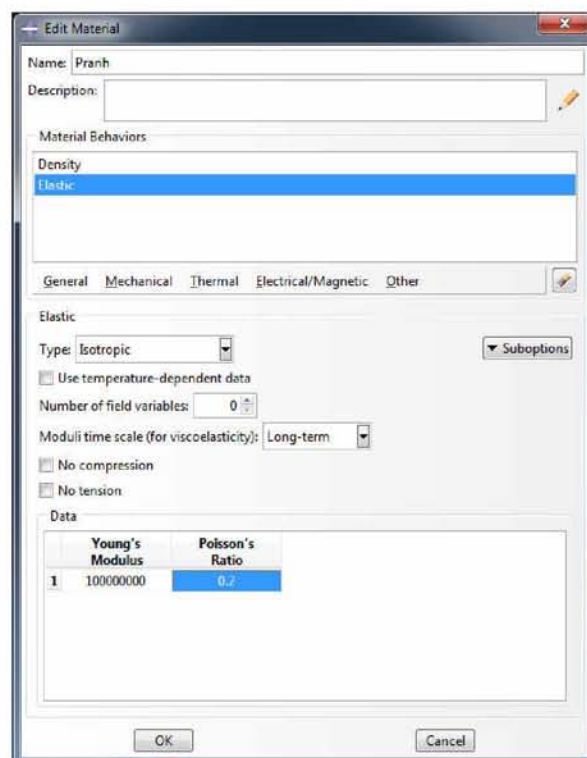 Edit Material
Name: Pranh
Description:
Material Behaviors
Density
Elastic
General Mechanical Thermal Electrical/Magnetic Other
Elastic
Type: Isotropic
Suboptions
Use temperature-dependent data
Number of field variables: 0
Moduli time scale (for viscoelasticity): Long-term
No compression
No tension
Data
Young's Poisson's
Modulus Ratio
1 100000000 0.2
OK Cancel